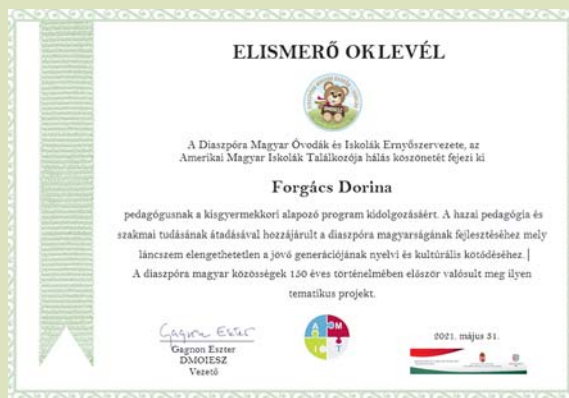 ELISMERŐ OKLEVÉL
A Diaszpóra Magyar Óvodák és Iskolák Ernyőszervezete, az
Amerikai Magyar Iskolák Találkozója hálás köszönetét fejezi ki
Forgács Dorina
pedagógusnak a kisgyermekkori alapozó program kidolgozásáért. A hazai pedagógia és
szakmai tudásának átadásával hozzájárult a diaszpóra magyarságának fejlesztéséhez mely
láncszem elengethetetlen a jövő generációjának nyelvi és kultúrális kötődéséhez. |
A diaszpóra magyar közösségek 150 éves történelmében először valósult meg ilyen
tematikus projekt.
Gagnon Eszter
A M
I T
2021. május 31.
Gagnon Eszter
DMOIESZ
Vezető